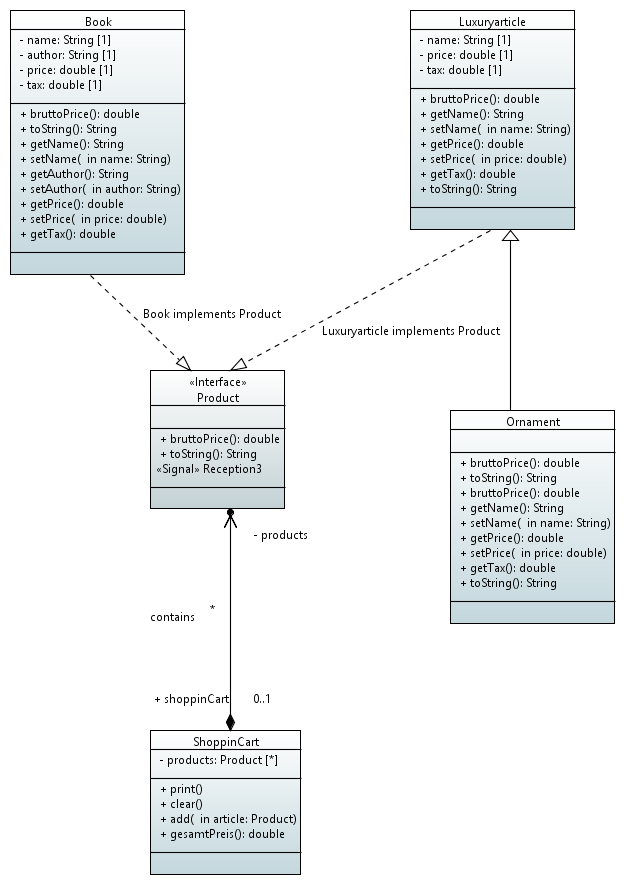 Book
- name: String [1]
- author: String [1]
- price: double [1]
- tax: double [1]
+ bruttoPrice(): double
+ toString(): String
+ getName(): String
+ setName(  in name: String)
+ getAuthor(): String
+ setAuthor(  in author: String)
+ getPrice(): double
+ setPrice(  in price: double)
+ getTax(): double
Luxuryarticle
- name: String [1]
- price: double [1]
- tax: double [1]
+ bruttoPrice(): double
+ getName(): String
+ setName(  in name: String)
+ getPrice(): double
+ setPrice(  in price: double)
+ getTax(): double
+ toString(): String
Book implements Product
Luxuryarticle implements Product
«Interface»
Product
+ bruttoPrice(): double
+ toString(): String
«Signal» Reception3
Ornament
+ bruttoPrice(): double
+ toString(): String
+ bruttoPrice(): double
+ getName(): String
+ setName(  in name: String)
+ getPrice(): double
+ setPrice(  in price: double)
+ getTax(): double
+ toString(): String
- products
*
contains
+ shoppinCart
0..1
ShoppinCart
- products: Product [*]
+ print()
+ clear()
+ add(  in article: Product)
+ gesamtPreis(): double